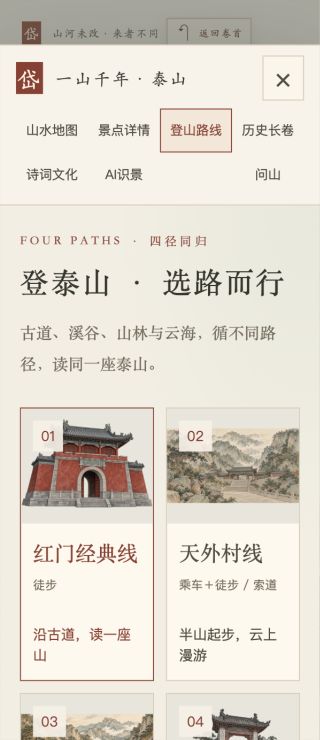 岱 山河未改·来者不同 返回卷首
岱 一山千年·泰山 ×
山水地图 景点详情 登山路线 历史长卷
诗词文化 AI识景 问山
FOUR PATHS · 四径同归
登泰山 · 选路而行
古道、溪谷、山林与云海，循不同路
径，读同一座泰山。
01 02
红门经典线 天外村线
徒步 乘车＋徒步 / 索道
沿古道，读一座 半山起步，云上
山 漫游
03 04